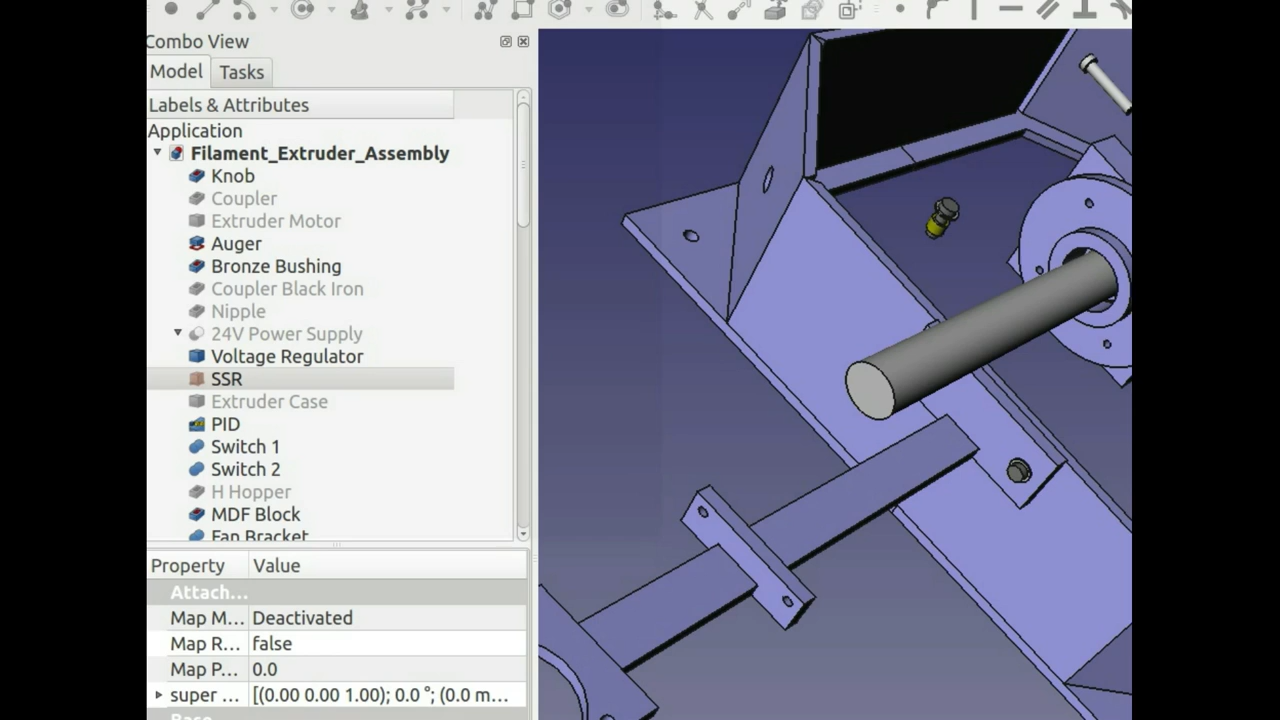 Combo View
Model Tasks
Labels & Attributes
Application
Filament_Extruder_Assembly
Knob
Coupler
Extruder Motor
Auger
Bronze Bushing
Coupler Black Iron
Nipple
24V Power Supply
Voltage Regulator
SSR
Extruder Case
PID
Switch 1
Switch 2
H Hopper
MDF Block
Fan Bracket
Property Value
Attach...
Map M... Deactivated
Map R... false
Map P... 0.0
super ... [(0.00 0.00 1.00); 0.0 °; (0.0 m...
Base